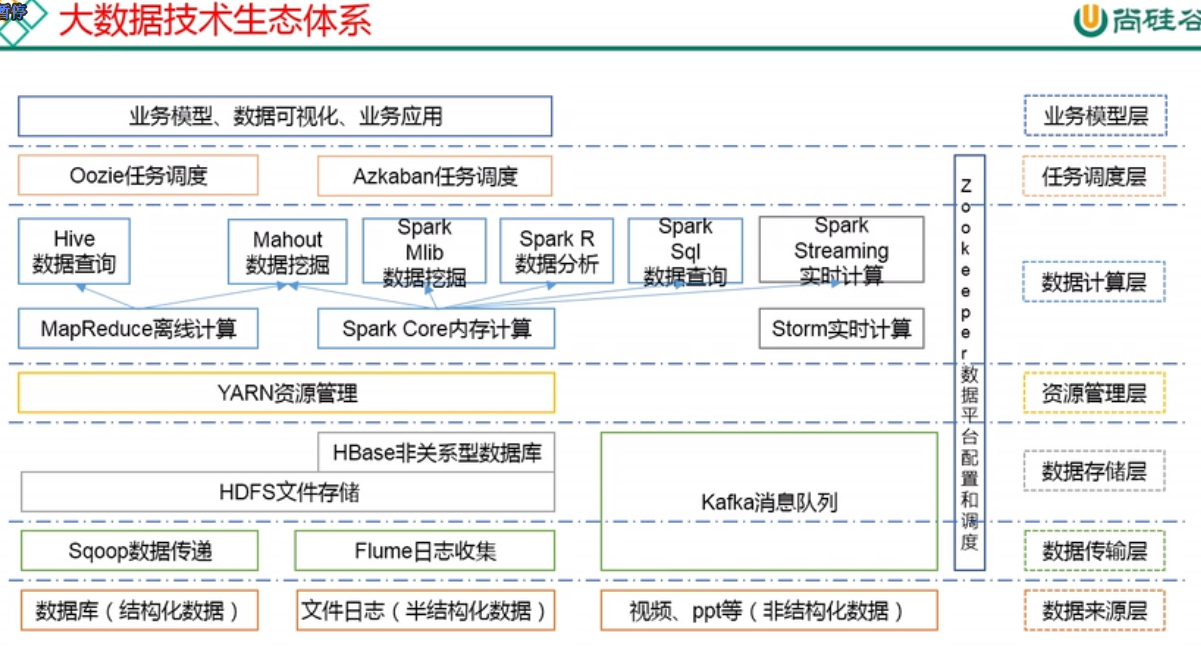 暂停
大数据技术生态体系
尚硅谷
业务模型、数据可视化、业务应用
业务模型层
Oozie任务调度
Azkaban任务调度
任务调度层
Hive
数据查询
Mahout
数据挖掘
Spark
Mlib
数据挖掘
Spark R
数据分析
Spark
Sql
数据查询
Spark
Streaming
实时计算
数据计算层
MapReduce离线计算
Spark Core内存计算
Storm实时计算
Zookeeper数据平台配置和调度
YARN资源管理
资源管理层
HBase非关系型数据库
HDFS文件存储
Kafka消息队列
数据存储层
Sqoop数据传递
Flume日志收集
数据传输层
数据库（结构化数据）
文件日志（半结构化数据）
视频、ppt等（非结构化数据）
数据来源层